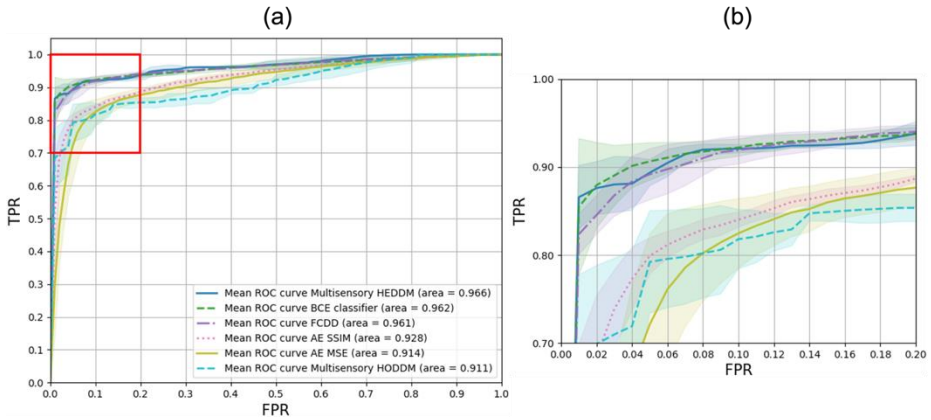 (a)
(b)
TPR
1.0
0.9
0.8
0.7
0.6
0.5
0.4
0.3
0.2
0.1
0.0
0.0 0.1 0.2 0.3 0.4 0.5 0.6 0.7 0.8 0.9 1.0
FPR
Mean ROC curve Multisensory HEDDM (area = 0.966)
Mean ROC curve BCE classifier (area = 0.962)
Mean ROC curve FCDD (area = 0.961)
Mean ROC curve AE SSIM (area = 0.928)
Mean ROC curve AE MSE (area = 0.914)
Mean ROC curve Multisensory HODDM (area = 0.911)
TPR
1.00
0.90
0.80
0.70
0.00 0.02 0.04 0.06 0.08 0.10 0.12 0.14 0.16 0.18 0.20
FPR